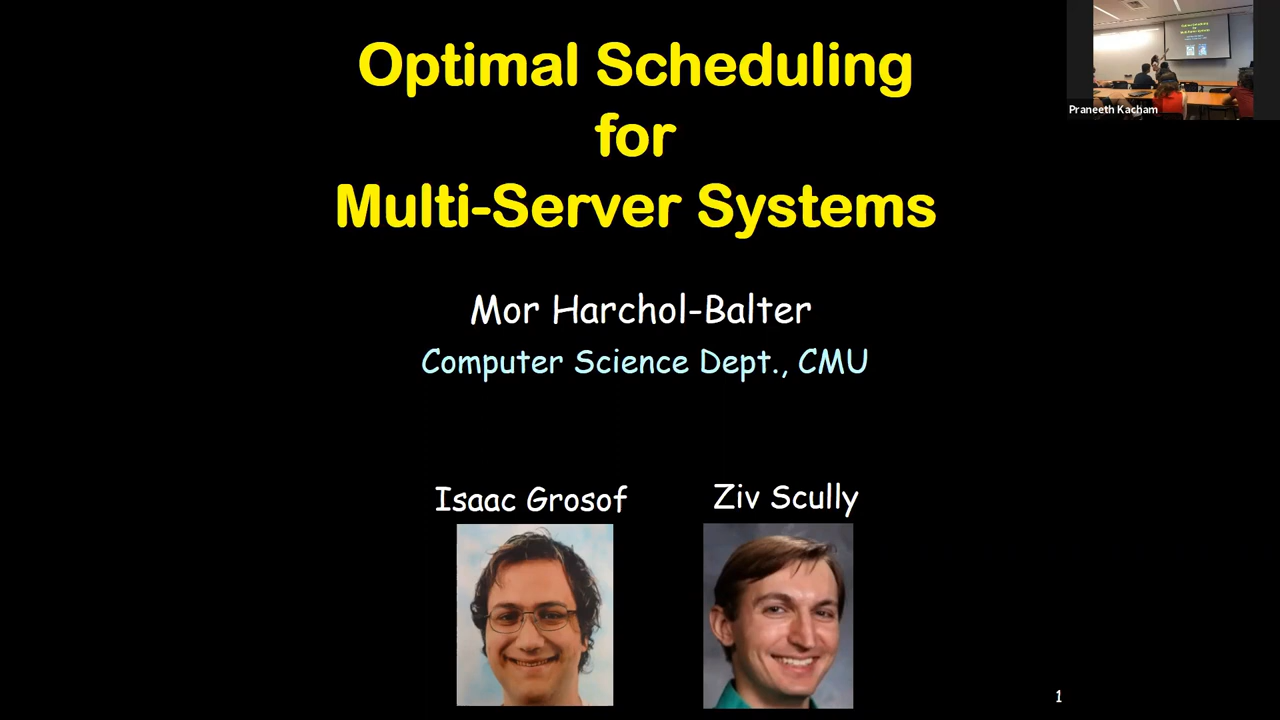 Optimal Scheduling
for
Multi-Server Systems
Praneeth Kacham
Mor Harchol-Balter
Computer Science Dept., CMU
Isaac Grosof
Ziv Scully
1